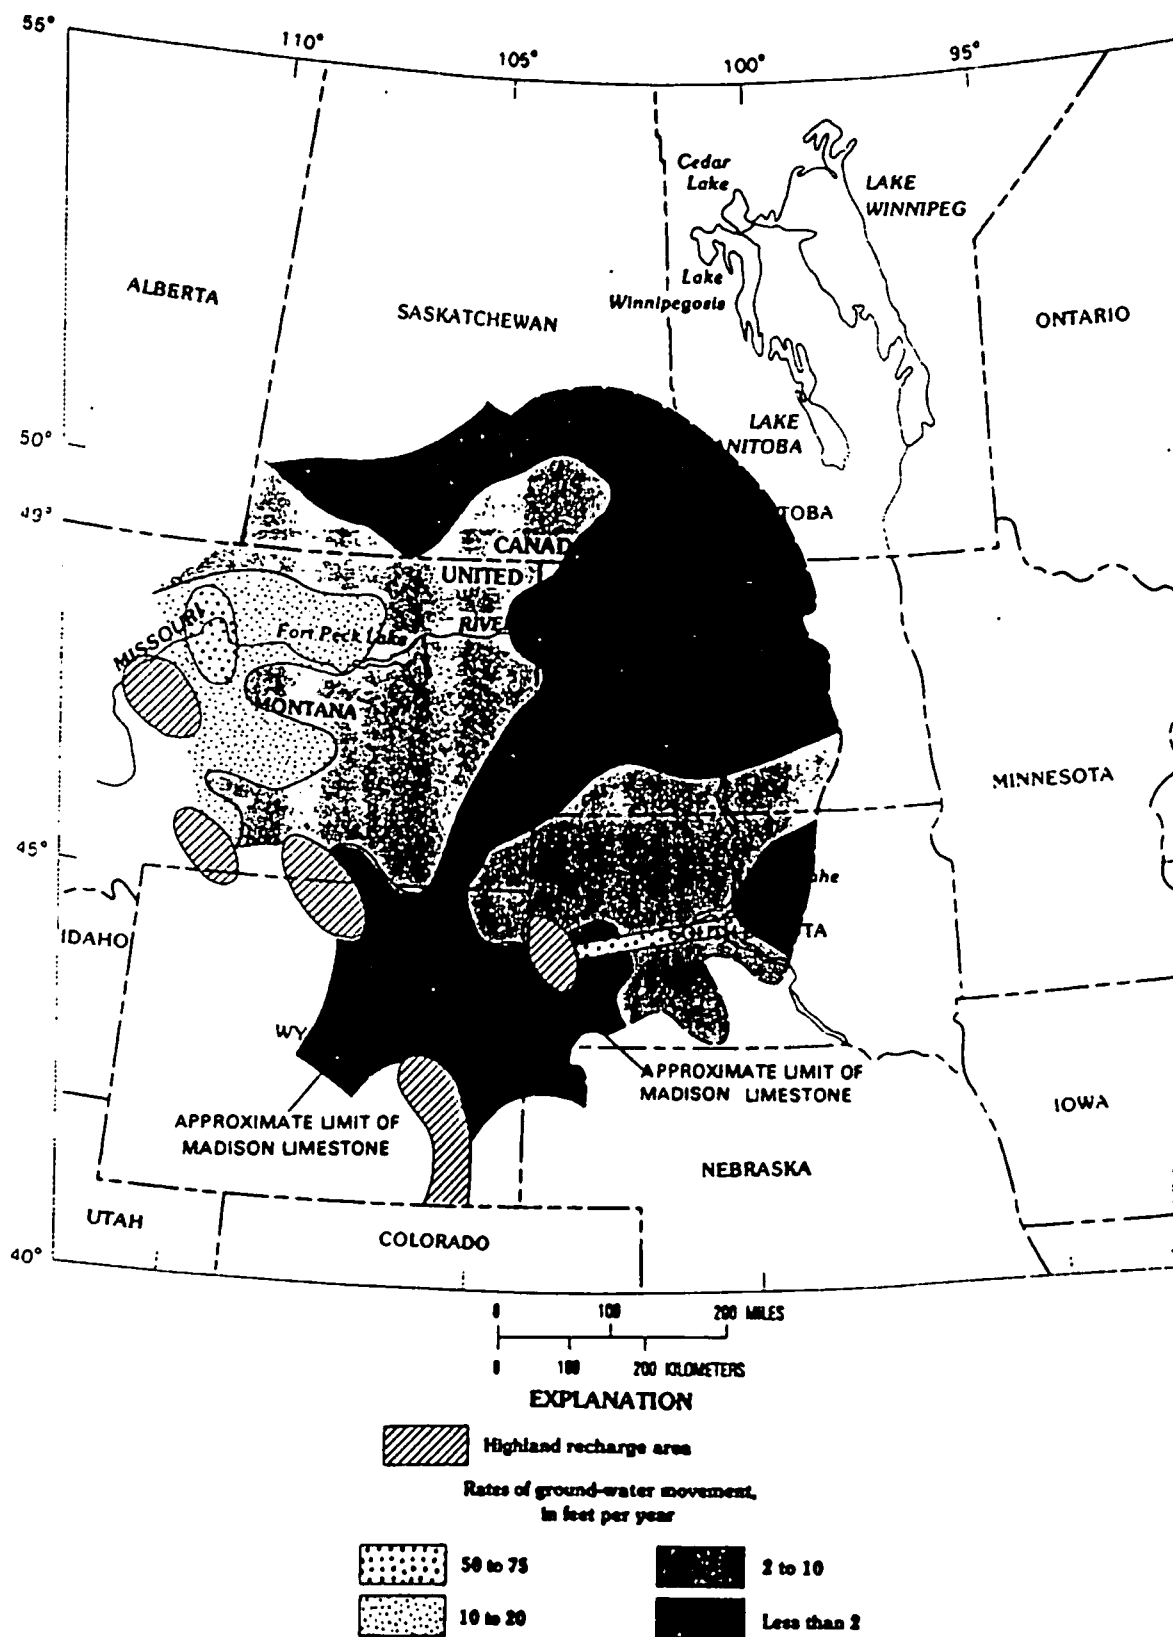 55°
110°
105°
100°
95°
Cedar
Lake
LAKE
WINNIPEG
Lake
Winnipegosis
ALBERTA
SASKATCHEWAN
ONTARIO
50°
LAKE
ANITOBA
49°
TOBA
CANAD
UNITED
RIVE
MISSOURI
Fort Peck Lake
MONTANA
MINNESOTA
45°
ahe
IDAHO
TA
WY
APPROXIMATE LIMIT OF
MADISON LIMESTONE
APPROXIMATE LIMIT OF
MADISON LIMESTONE
IOWA
NEBRASKA
UTAH
COLORADO
40°
0 100 200 MILES
0 100 200 KILOMETERS
EXPLANATION
Highland recharge area
Rates of ground-water movement,
in feet per year
50 to 75
2 to 10
10 to 20
Less than 2